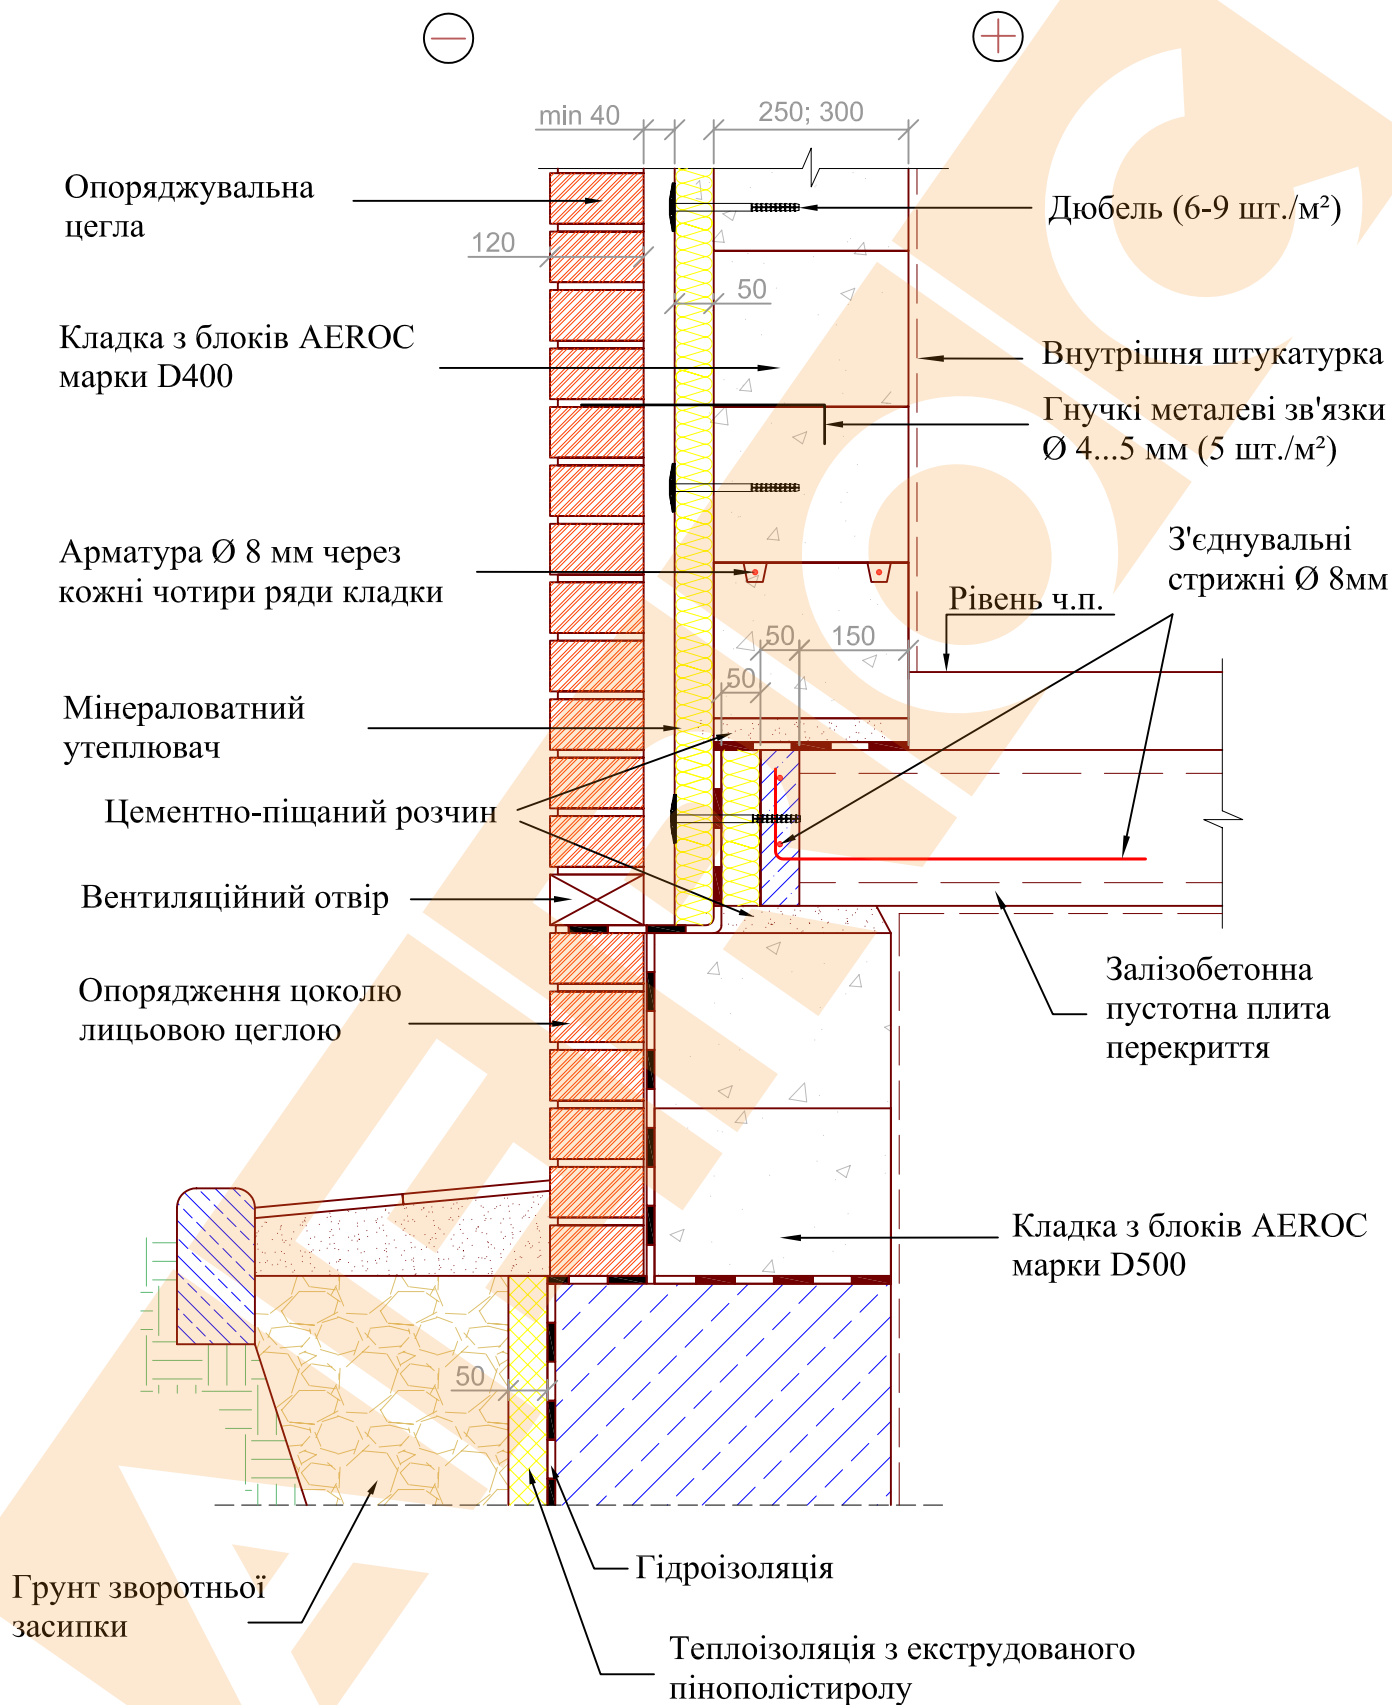 min 40
250; 300
Опоряджувальна
цегла
Дюбель (6-9 шт./м²)
120
50
Кладка з блоків AEROC
марки D400
Внутрішня штукатурка
Гнучкі металеві зв'язки
Ø 4...5 мм (5 шт./м²)
Арматура Ø 8 мм через
кожні чотири ряди кладки
З'єднувальні
стрижні Ø 8мм
Рівень ч.п.
50
150
50
Мінераловатний
утеплювач
Цементно-піщаний розчин
Вентиляційний отвір
Опорядження цоколю
лицьовою цеглою
Залізобетонна
пустотна плита
перекриття
Кладка з блоків AEROC
марки D500
50
Гідроізоляція
Грунт зворотньої
засипки
Теплоізоляція з екструдованого
пінополістиролу
AEROC